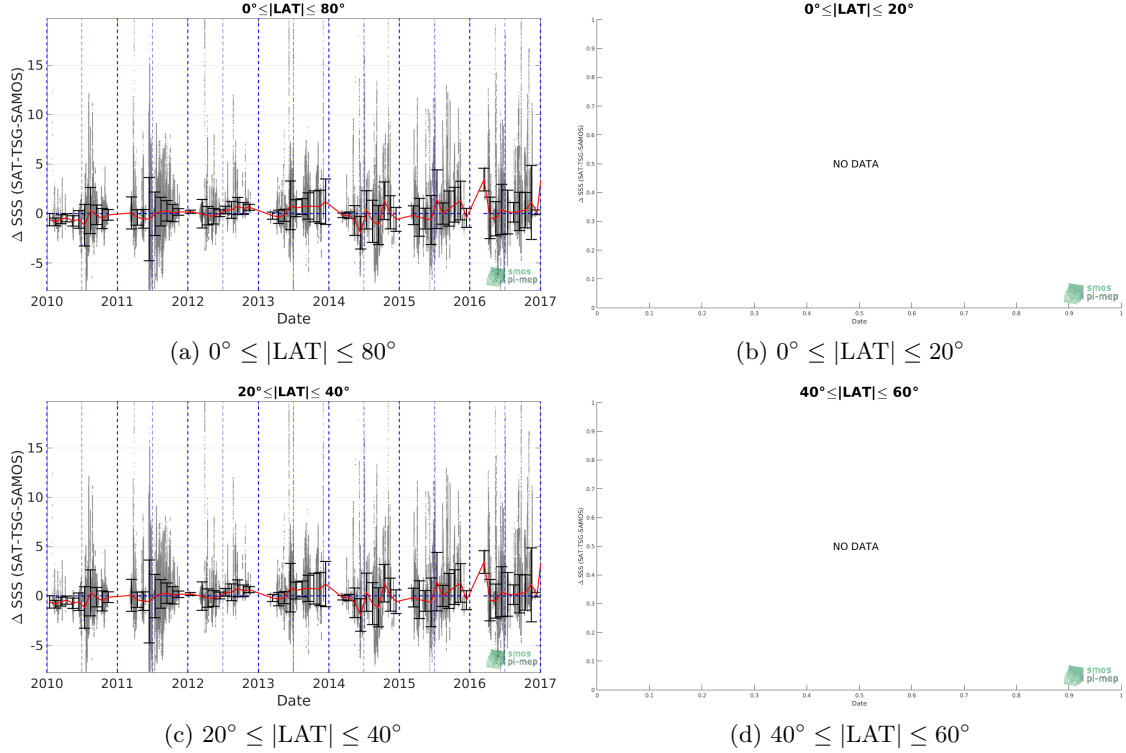 0°≤|LAT|≤ 80°
Δ SSS (SAT-TSG-SAMOS)
15
10
5
0
-5
2010 2011 2012 2013 2014 2015 2016 2017
Date
smos
pi-mep
(a) 0° ≤ |LAT| ≤ 80°
0°≤|LAT|≤ 20°
Δ SSS (SAT-TSG-SAMOS)
1
0.9
0.8
0.7
0.6
0.5
0.4
0.3
0.2
0.1
0
NO DATA
0 0.1 0.2 0.3 0.4 0.5 0.6 0.7 0.8 0.9 1
Date
smos
pi-mep
(b) 0° ≤ |LAT| ≤ 20°
20°≤|LAT|≤ 40°
Δ SSS (SAT-TSG-SAMOS)
15
10
5
0
-5
2010 2011 2012 2013 2014 2015 2016 2017
Date
smos
pi-mep
(c) 20° ≤ |LAT| ≤ 40°
40°≤|LAT|≤ 60°
Δ SSS (SAT-TSG-SAMOS)
1
0.9
0.8
0.7
0.6
0.5
0.4
0.3
0.2
0.1
0
NO DATA
0 0.1 0.2 0.3 0.4 0.5 0.6 0.7 0.8 0.9 1
Date
smos
pi-mep
(d) 40° ≤ |LAT| ≤ 60°